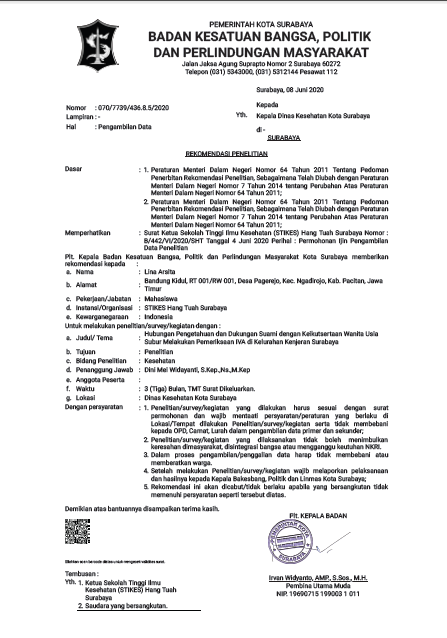 PEMERINTAH KOTA SURABAYA
BADAN KESATUAN BANGSA, POLITIK
DAN PERLINDUNGAN MASYARAKAT
Jalan Jaksa Agung Suprapto Nomor 2 Surabaya 60272
Telepon (031) 5343000, (031) 5312144 Pesawat 112
Surabaya, 08 Juni 2020
Kepada
Nomor : 070/7739/436.8.5/2020
Yth. Kepala Dinas Kesehatan Kota Surabaya
Lampiran : -
Hal : Pengambilan Data
di -
SURABAYA
REKOMENDASI PENELITIAN
Dasar : 1. Peraturan Menteri Dalam Negeri Nomor 64 Tahun 2011 Tentang Pedoman
Penerbitan Rekomendasi Penelitian, Sebagaimana Telah Diubah dengan Peraturan
Menteri Dalam Negeri Nomor 7 Tahun 2014 tentang Perubahan Atas Peraturan
Menteri Dalam Negeri Nomor 64 Tahun 2011;
2. Peraturan Menteri Dalam Negeri Nomor 64 Tahun 2011 Tentang Pedoman
Penerbitan Rekomendasi Penelitian, Sebagaimana Telah Diubah dengan Peraturan
Menteri Dalam Negeri Nomor 7 Tahun 2014 tentang Perubahan Atas Peraturan
Menteri Dalam Negeri Nomor 64 Tahun 2011;
Memperhatikan : Surat Ketua Sekolah Tinggi Ilmu Kesehatan (STIKES) Hang Tuah Surabaya Nomor :
B/442/VI/2020/SHT Tanggal 4 Juni 2020 Perihal : Permohonan Ijin Pengambilan
Data Penelitian
Plt. Kepala Badan Kesatuan Bangsa, Politik dan Perlindungan Masyarakat Kota Surabaya memberikan
rekomendasi kepada :
a. Nama : Lina Arsita
b. Alamat : Bandung Kidul, RT 001/RW 001, Desa Pagerejo, Kec. Ngadirojo, Kab. Pacitan, Jawa
Timur
c. Pekerjaan/Jabatan : Mahasiswa
d. Instansi/Organisasi : STIKES Hang Tuah Surabaya
e. Kewarganegaraan : Indonesia
Untuk melakukan penelitian/survey/kegiatan dengan :
a. Judul/ Tema : Hubungan Pengetahuan dan Dukungan Suami dengan Keikutsertaan Wanita Usia
Subur Melakukan Pemeriksaan IVA di Kelurahan Kenjeran Surabaya
b. Tujuan : Penelitian
c. Bidang Penelitian : Kesehatan
d. Penanggung Jawab : Dini Mei Widayanti, S.Kep.,Ns.,M.Kep
e. Anggota Peserta :
f. Waktu : 3 (Tiga) Bulan, TMT Surat Dikeluarkan.
g. Lokasi : Dinas Kesehatan Kota Surabaya
Dengan persyaratan : 1. Penelitian/survey/kegiatan yang dilakukan harus sesuai dengan surat
permohonan dan wajib mentaati persyaratan/peraturan yang berlaku di
Lokasi/Tempat dilakukan Penelitian/survey/kegiatan serta tidak membebani
kepada OPD, Camat, Lurah dalam pengambilan data primer dan sekunder;
2. Penelitian/survey/kegiatan yang dilaksanakan tidak boleh menimbulkan
keresahan dimasyarakat, disintegrasi bangsa atau mengganggu keutuhan NKRI.
3. Dalam proses pengambilan/penggalian data harap tidak membebani atau
memberatkan warga.
4. Setelah melakukan Penelitian/survey/kegiatan wajib melaporkan pelaksanaan
dan hasilnya kepada Kepala Bakesbang, Politik dan Linmas Kota Surabaya;
5. Rekomendasi ini akan dicabut/tidak berlaku apabila yang bersangkutan tidak
memenuhi persyaratan seperti tersebut diatas.
Demikian atas bantuannya disampaikan terima kasih.
Plt. KEPALA BADAN
PEMERINTAH KOTA
SURABAYA
Silahkan scan barcode diatas untuk mengecek validitas surat.
Tembusan :
Yth. 1. Ketua Sekolah Tinggi Ilmu
Kesehatan (STIKES) Hang Tuah
Surabaya
2. Saudara yang bersangkutan.
Irvan Widyanto, AMP., S.Sos., M.H.
Pembina Utama Muda
NIP. 19690715 199003 1 011